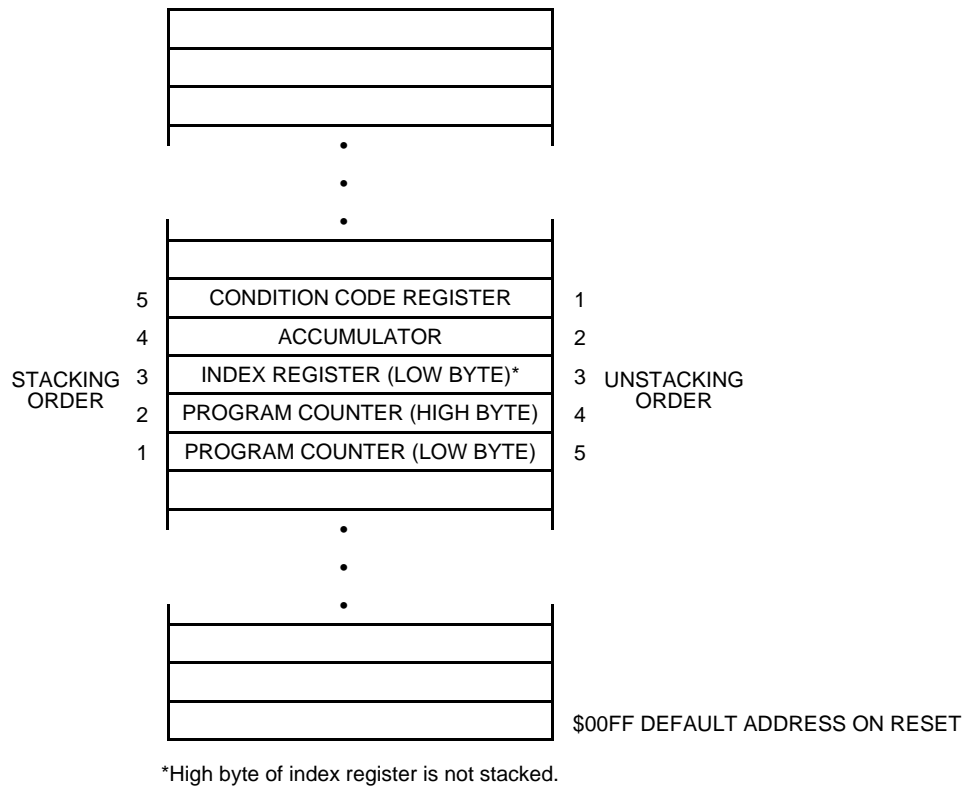 5 CONDITION CODE REGISTER 1
4 ACCUMULATOR 2
STACKING ORDER
3 INDEX REGISTER (LOW BYTE)* 3
UNSTACKING ORDER
2 PROGRAM COUNTER (HIGH BYTE) 4
1 PROGRAM COUNTER (LOW BYTE) 5
$00FF DEFAULT ADDRESS ON RESET
*High byte of index register is not stacked.